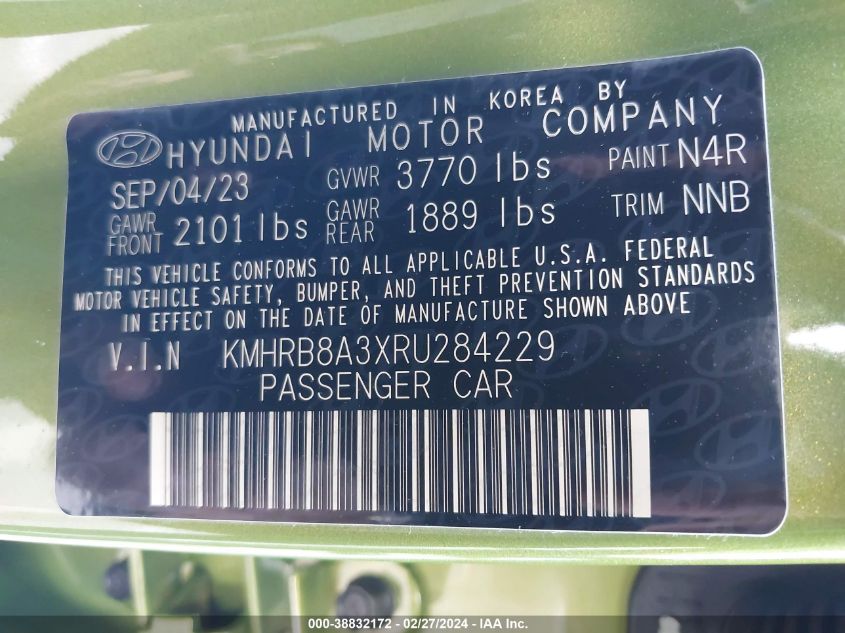 MANUFACTURED IN KOREA BY
HYUNDAI MOTOR COMPANY
SEP/04/23 GVWR 3770 lbs PAINT N4R
GAWR FRONT 2101 lbs GAWR REAR 1889 lbs TRIM NNB
THIS VEHICLE CONFORMS TO ALL APPLICABLE U.S.A. FEDERAL
MOTOR VEHICLE SAFETY, BUMPER, AND THEFT PREVENTION STANDARDS
IN EFFECT ON THE DATE OF MANUFACTURE SHOWN ABOVE
V.I.N KMHRB8A3XRU284229
PASSENGER CAR
000-38832172 - 02/27/2024 - IAA Inc.